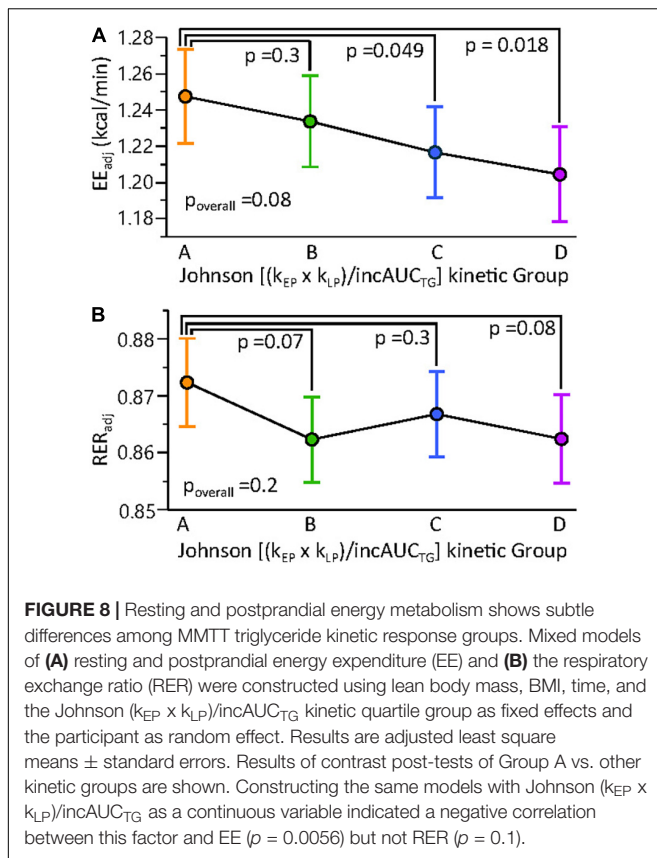 A
p =0.3
p =0.049
p = 0.018
1.28
1.26
1.24
1.22
1.20
1.18
EEadj (kcal/min)
poverall =0.08
A B C D
Johnson [(kEP x kLP)/incAUCTG] kinetic Group
B
p =0.07
p =0.3
p =0.08
0.88
0.87
0.86
0.85
RERadj
poverall =0.2
A B C D
Johnson [(kEP x kLP)/incAUCTG] kinetic Group
FIGURE 8 | Resting and postprandial energy metabolism shows subtle
differences among MMTT triglyceride kinetic response groups. Mixed models
of (A) resting and postprandial energy expenditure (EE) and (B) the respiratory
exchange ratio (RER) were constructed using lean body mass, BMI, time, and
the Johnson (kEP x kLP)/incAUCTG kinetic quartile group as fixed effects and
the participant as random effect. Results are adjusted least square
means ± standard errors. Results of contrast post-tests of Group A vs. other
kinetic groups are shown. Constructing the same models with Johnson (kEP x
kLP)/incAUCTG as a continuous variable indicated a negative correlation
between this factor and EE (p = 0.0056) but not RER (p = 0.1).